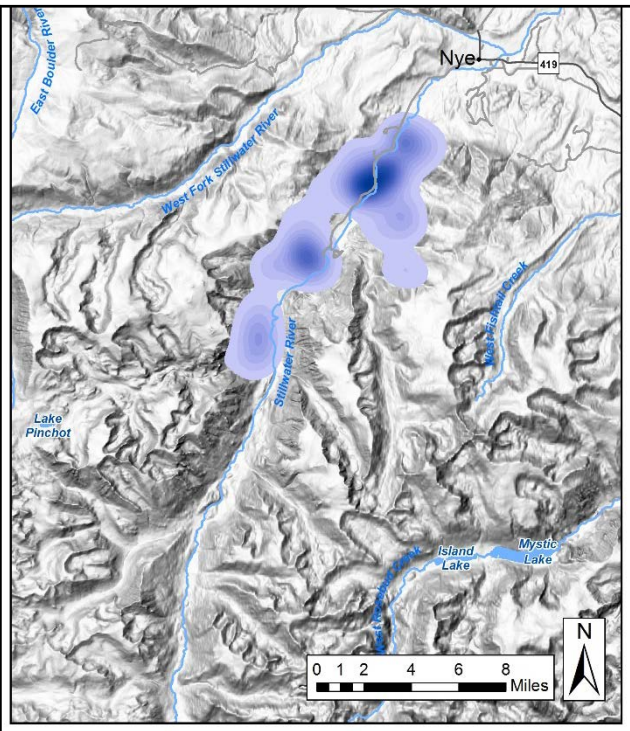 East Boulder River
Nye
419
West Fork Stillwater River
West Fishtail Creek
Stillwater River
Lake
Pinchot
Island
Lake
Mystic
Lake
Creek
N
0 1 2 4 6 8
Miles